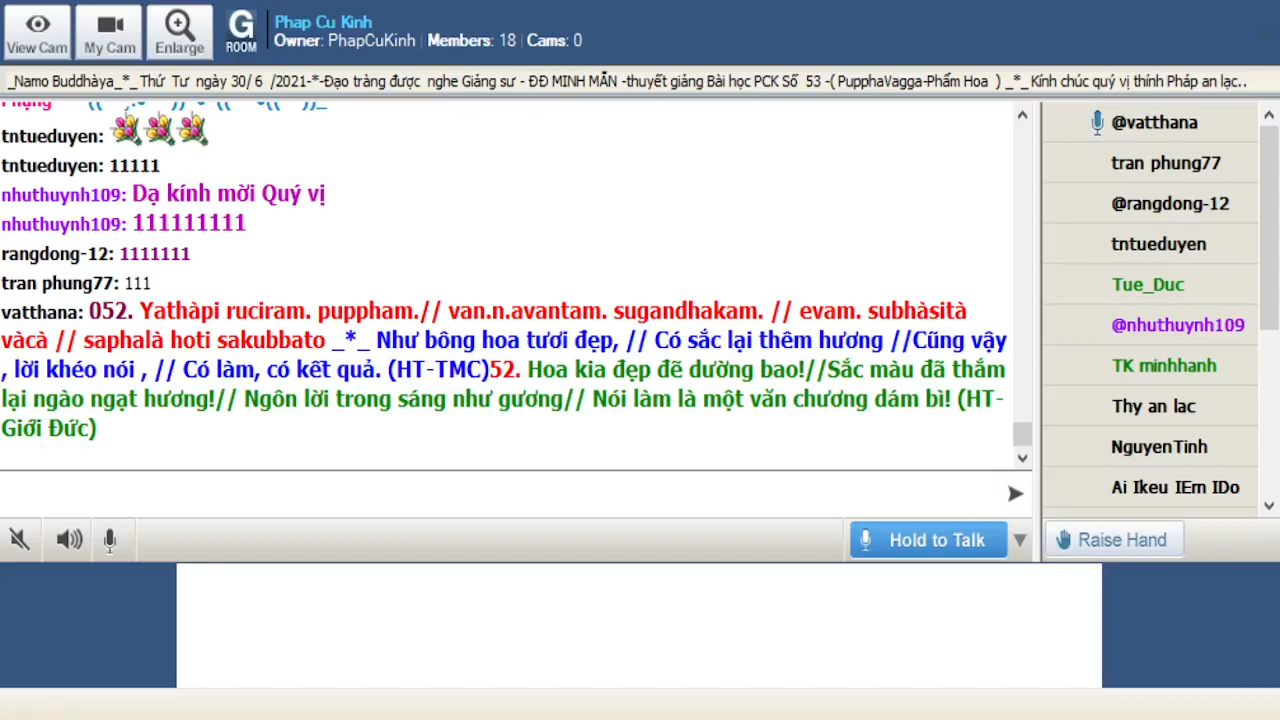 View Cam
My Cam
Enlarge
G
ROOM
Phap Cu Kinh
Owner: PhapCuKinh | Members: 18 | Cams: 0
_Namo Buddhàya_*_Thứ Tư ngày 30/ 6 /2021-*-Đạo tràng được nghe Giảng sư - ĐĐ MINH MẪN -thuyết giảng Bài học PCK Số 53 -( PupphaVagga-Phẩm Hoa ) _*_Kính chúc quý vị thính Pháp an lạc..
tntueduyen:
tntueduyen: 11111
nhuthuynh109: Dạ kính mời Quý vị
nhuthuynh109: 111111111
rangdong-12: 1111111
tran phung77: 111
vatthana: 052. Yathàpi ruciram. puppham.// van.n.avantam. sugandhakam. // evam. subhàsità
vàcà // saphalà hoti sakubbato _*_ Như bông hoa tươi đẹp, // Có sắc lại thêm hương //Cũng vậy
, lời khéo nói , // Có làm, có kết quả. (HT-TMC)52. Hoa kia đẹp đẽ dường bao!//Sắc màu đã thắm
lại ngào ngạt hương!// Ngôn lời trong sáng như gương// Nói làm là một văn chương dám bì! (HT-
Giới Đức)
@vatthana
tran phung77
@rangdong-12
tntueduyen
Tue_Duc
@nhuthuynh109
TK minhhanh
Thy an lac
NguyenTinh
Ai Ikeu IEm IDo
Hold to Talk
Raise Hand